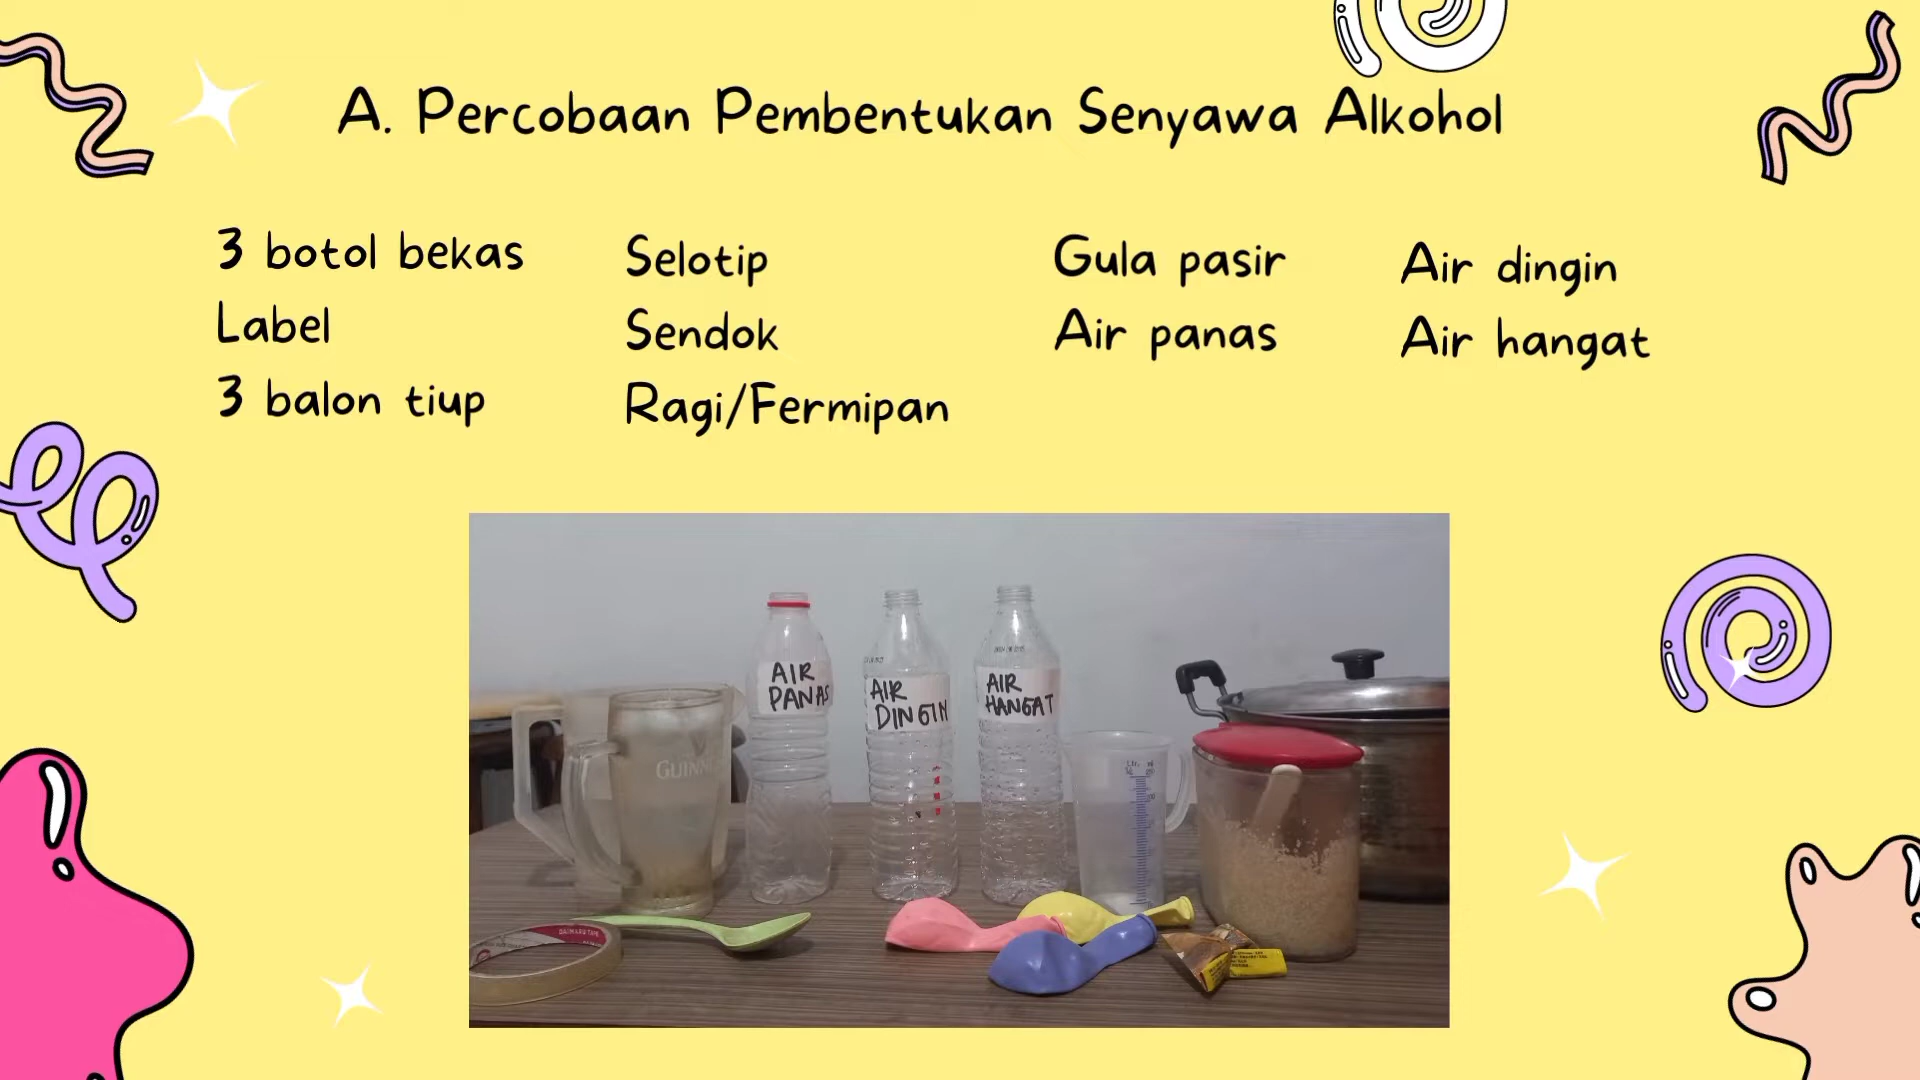 A. Percobaan Pembentukan Senyawa Alkohol
3 botol bekas
Label
3 balon tiup
Selotip
Sendok
Ragi/Fermipan
Gula pasir
Air panas
Air dingin
Air hangat
AIR
PANAS
AIR
DINGIN
AIR
HANGAT